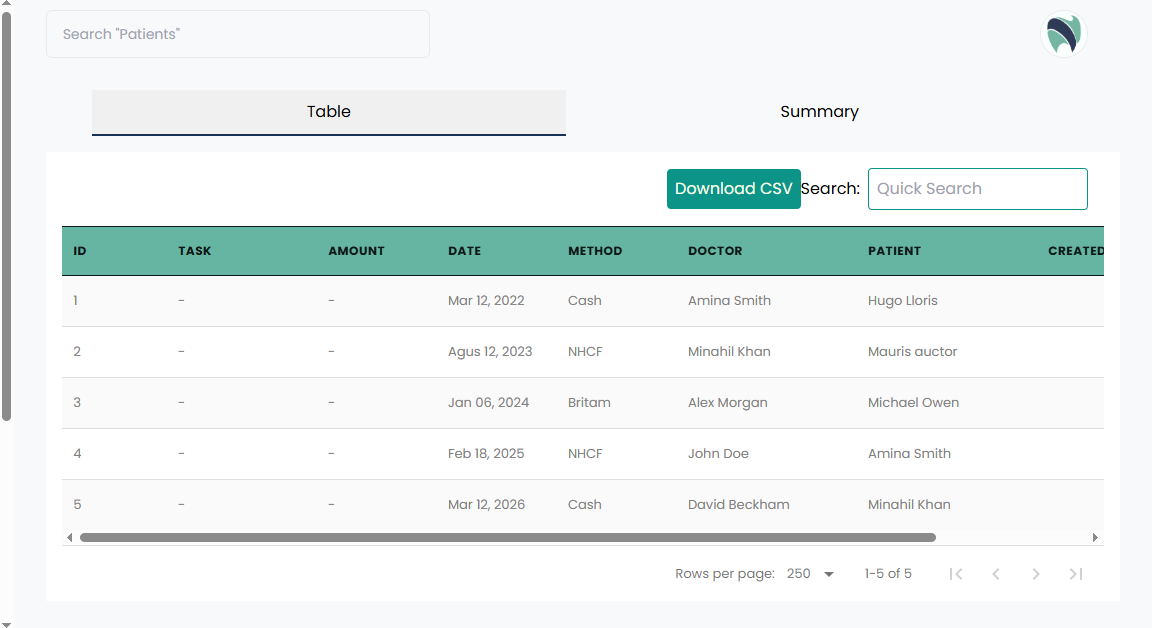 Search "Patients"
Table Summary
Download CSV Search: Quick Search
ID TASK AMOUNT DATE METHOD DOCTOR PATIENT CREATED
1 - - Mar 12, 2022 Cash Amina Smith Hugo Lloris
2 - - Agus 12, 2023 NHCF Minahil Khan Mauris auctor
3 - - Jan 06, 2024 Britam Alex Morgan Michael Owen
4 - - Feb 18, 2025 NHCF John Doe Amina Smith
5 - - Mar 12, 2026 Cash David Beckham Minahil Khan
Rows per page: 250 1-5 of 5